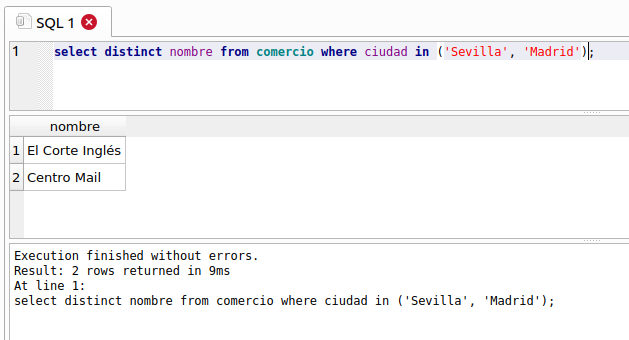 SQL 1
1 select distinct nombre from comercio where ciudad in ('Sevilla', 'Madrid');
nombre
1 El Corte Inglés
2 Centro Mail
Execution finished without errors.
Result: 2 rows returned in 9ms
At line 1:
select distinct nombre from comercio where ciudad in ('Sevilla', 'Madrid');